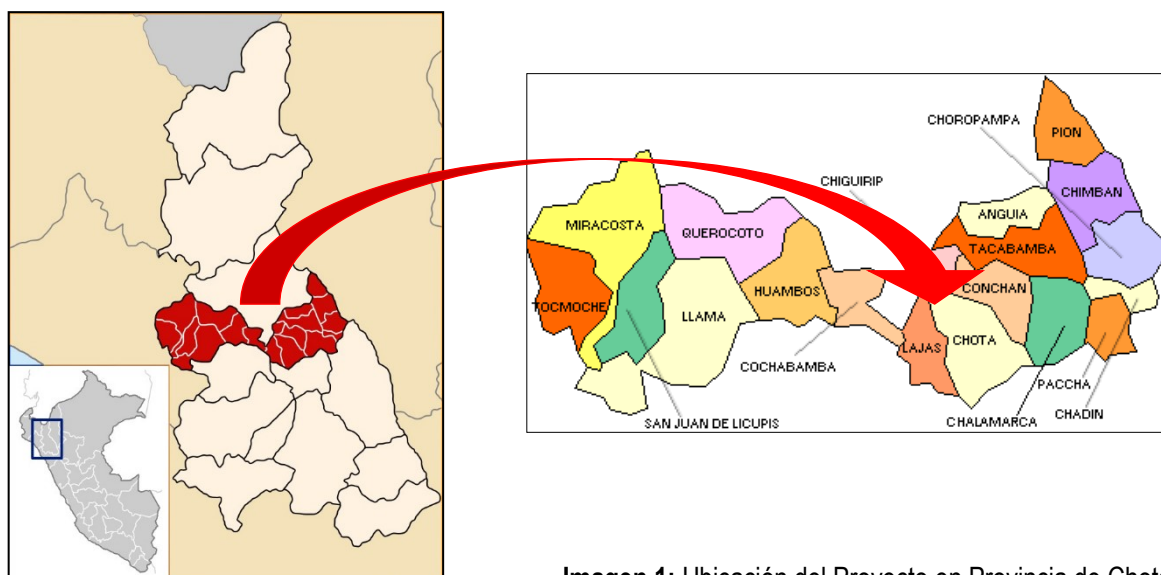 PION
CHOROPAMPA
CHIGUIRIP
CHIMBAN
ANGUIA
MIRACOSTA
QUEROCOTO
TACABAMBA
HUAMBOS
CONCHAN
TOCMOCHE
LLAMA
LAJAS
CHOTA
COCHABAMBA
PACCHA
CHADIN
SAN JUAN DE LICUPIS
CHALAMARCA
Imagen 1: Ubicación del Proyecto en Provincia de Chota